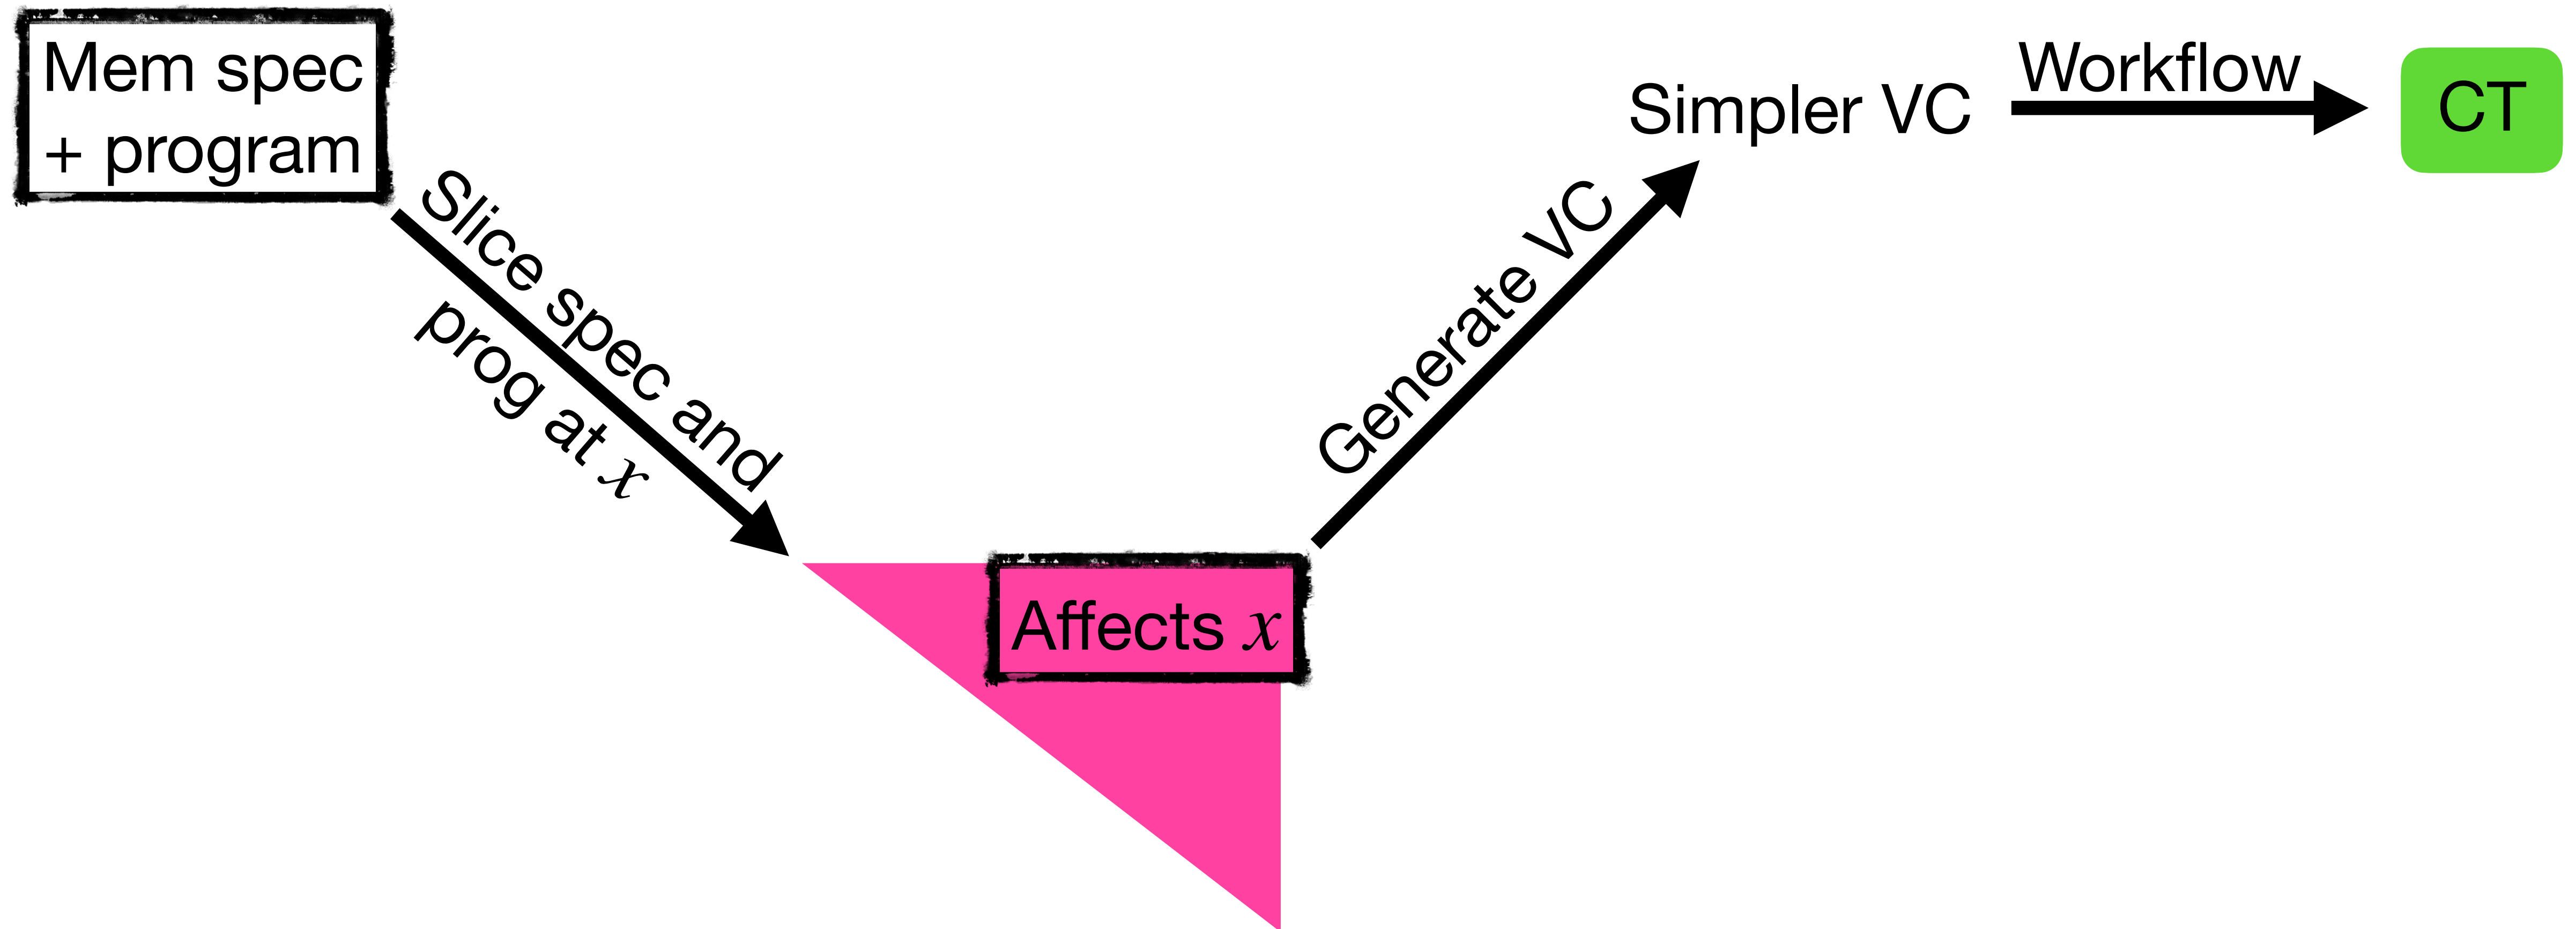 Mem spec
+ program
Slice spec and
prog at x
Affects x
Generate VC
Simpler VC
Workflow
CT